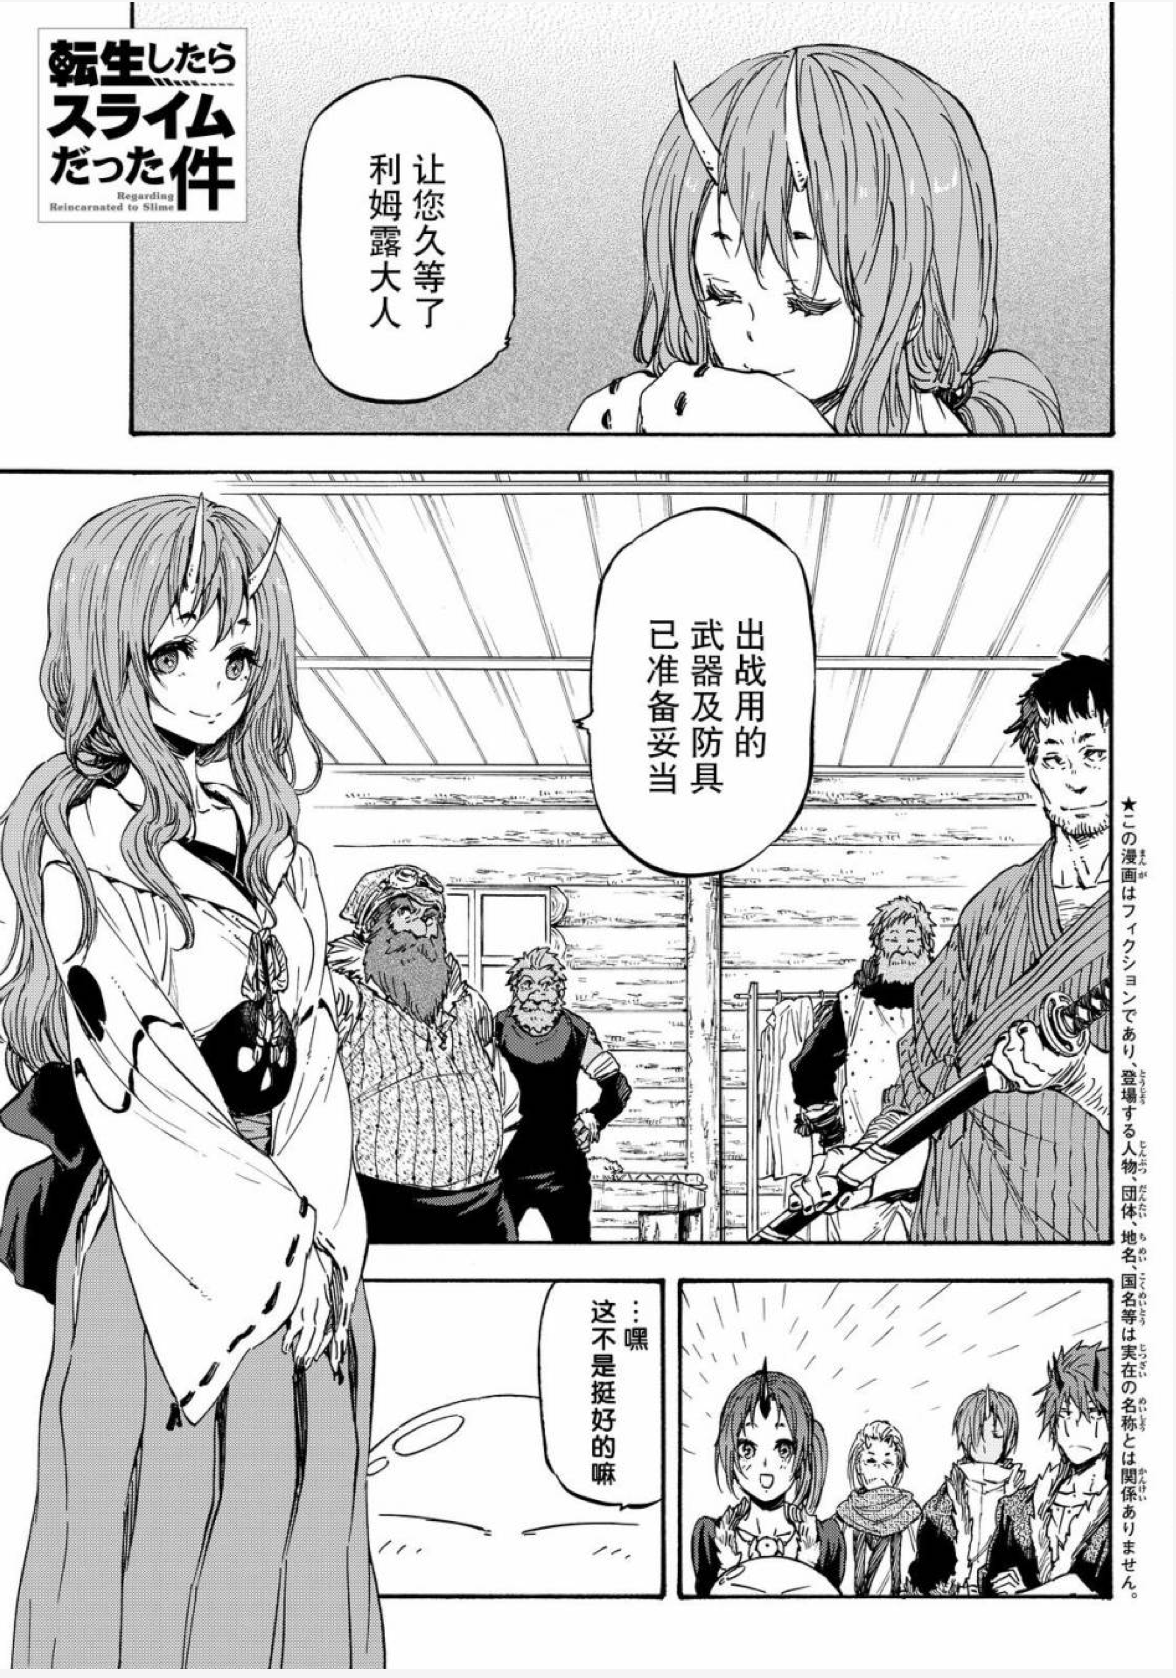 転生したら
スライム
だった件
Regarding
Reincarnated to Slime
让您久等了
利姆露大人
出战用的
武器及防具
已准备妥当
…嘿
这不是挺好的嘛
★この漫画はフィクションであり、登場する人物、団体、地名、国名等は実在の名称とは関係ありません。